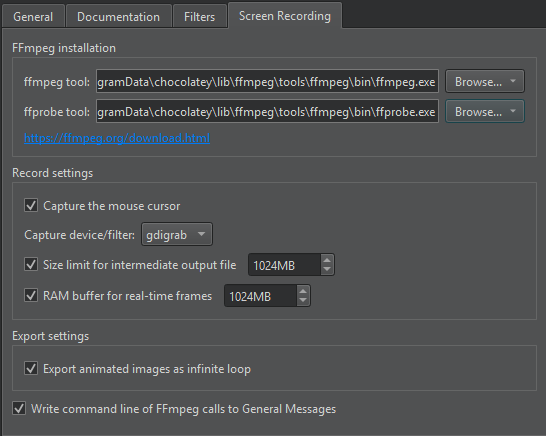 General Documentation Filters Screen Recording
FFmpeg installation
ffmpeg tool: gramData\chocolatey\lib\ffmpeg\tools\ffmpeg\bin\ffmpeg.exe Browse...
ffprobe tool: gramData\chocolatey\lib\ffmpeg\tools\ffmpeg\bin\ffprobe.exe Browse...
https://ffmpeg.org/download.html
Record settings
Capture the mouse cursor
Capture device/filter: gdigrab
Size limit for intermediate output file 1024MB
RAM buffer for real-time frames 1024MB
Export settings
Export animated images as infinite loop
Write command line of FFmpeg calls to General Messages